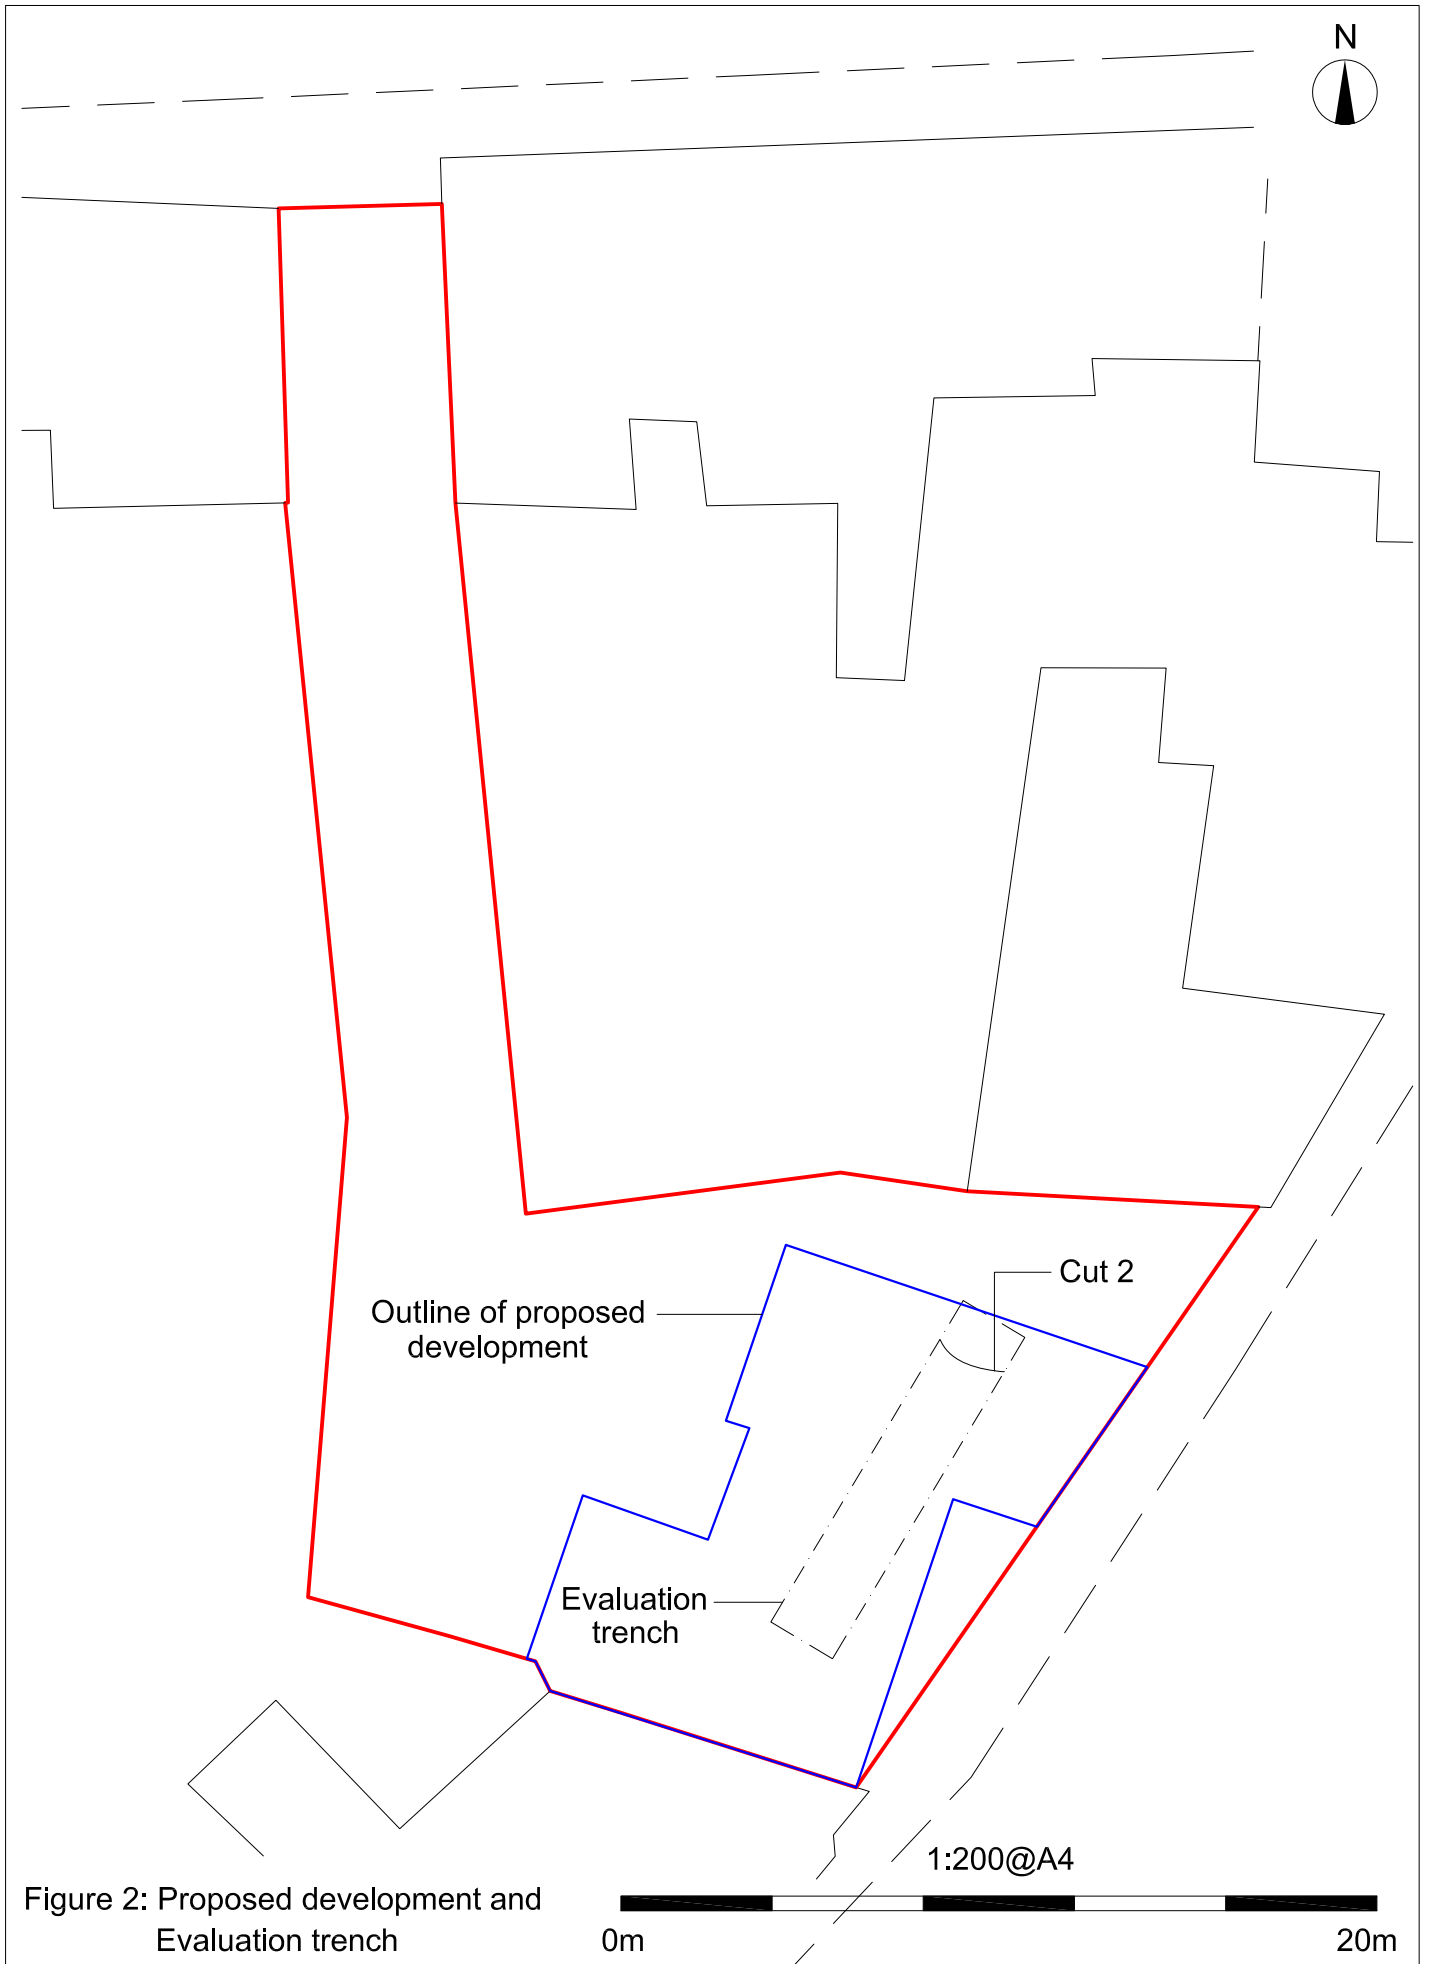 N
Cut 2
Outline of proposed
development
Evaluation
trench
1:200@A4
Figure 2: Proposed development and
Evaluation trench
0m
20m